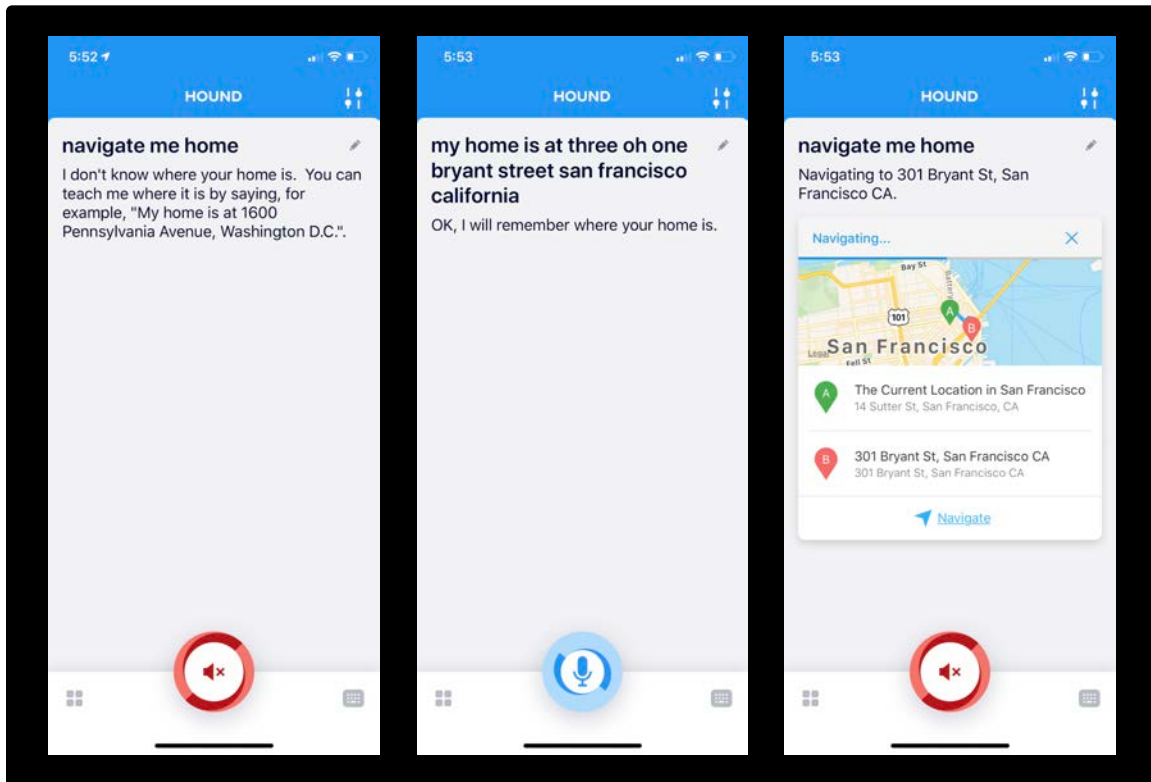 5:52
HOUND
navigate me home
I don't know where your home is. You can
teach me where it is by saying, for
example, "My home is at 1600
Pennsylvania Avenue, Washington D.C.".
5:53
HOUND
my home is at three oh one
bryant street san francisco
california
OK, I will remember where your home is.
5:53
HOUND
navigate me home
Navigating to 301 Bryant St, San
Francisco CA.
Navigating...
Bay St
Battery
101
A
B
San Francisco
Legal
Fell St
A
The Current Location in San Francisco
14 Sutter St, San Francisco, CA
B
301 Bryant St, San Francisco CA
301 Bryant St, San Francisco CA
Navigate